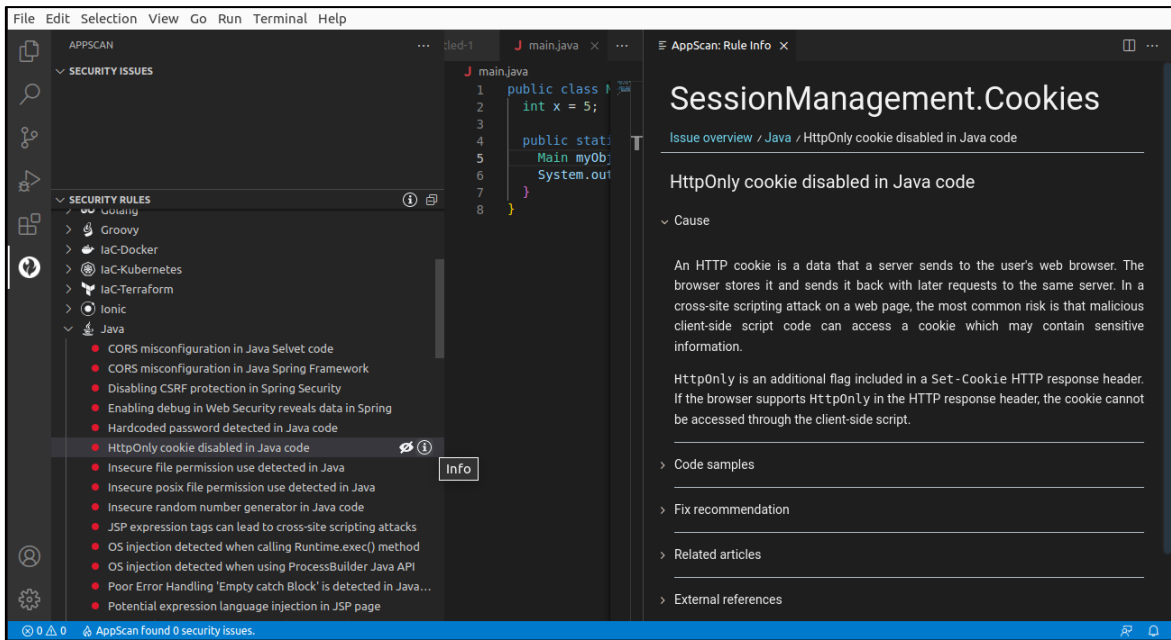 File Edit Selection View Go Run Terminal Help
APPSCAN
SECURITY ISSUES
SECURITY RULES
Golang
Groovy
IaC-Docker
IaC-Kubernetes
IaC-Terraform
Ionic
Java
CORS misconfiguration in Java Selvet code
CORS misconfiguration in Java Spring Framework
Disabling CSRF protection in Spring Security
Enabling debug in Web Security reveals data in Spring
Hardcoded password detected in Java code
HttpOnly cookie disabled in Java code
Insecure file permission use detected in Java
Insecure posix file permission use detected in Java
Insecure random number generator in Java code
JSP expression tags can lead to cross-site scripting attacks
OS injection detected when calling Runtime.exec() method
OS injection detected when using ProcessBuilder Java API
Poor Error Handling 'Empty catch Block' is detected in Java...
Potential expression language injection in JSP page
Info
tled-1 J main.java
J main.java
1 public class M
2 int x = 5;
3
4 public stati
5 Main myObj
6 System.out
7 }
8 }
AppScan: Rule Info
SessionManagement.Cookies
Issue overview / Java / HttpOnly cookie disabled in Java code
HttpOnly cookie disabled in Java code
Cause
An HTTP cookie is a data that a server sends to the user's web browser. The
browser stores it and sends it back with later requests to the same server. In a
cross-site scripting attack on a web page, the most common risk is that malicious
client-side script code can access a cookie which may contain sensitive
information.
HttpOnly is an additional flag included in a Set-Cookie HTTP response header.
If the browser supports HttpOnly in the HTTP response header, the cookie cannot
be accessed through the client-side script.
Code samples
Fix recommendation
Related articles
External references
0 0 AppScan found 0 security issues.